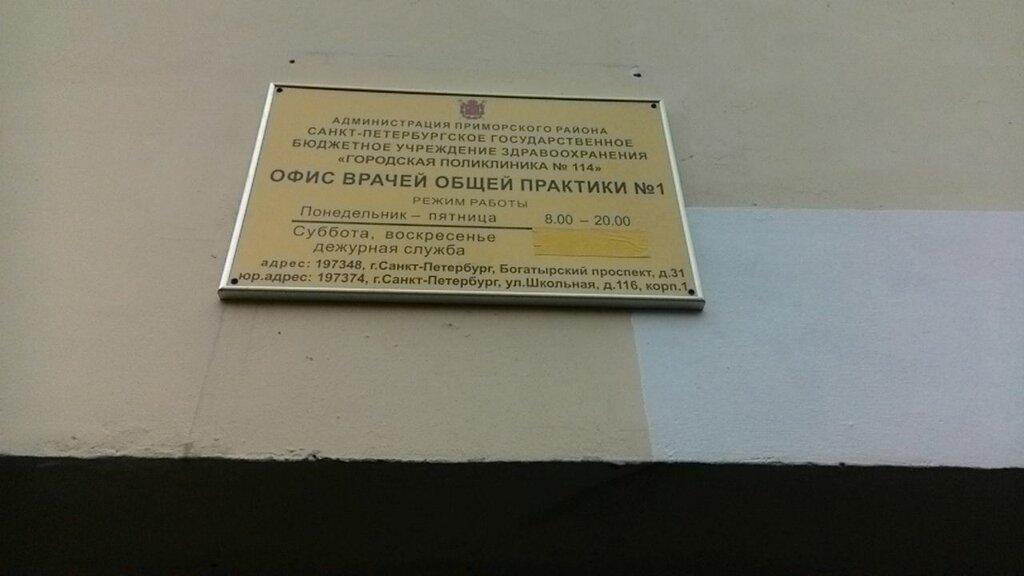 АДМИНИСТРАЦИЯ ПРИМОРСКОГО РАЙОНА
САНКТ-ПЕТЕРБУРГСКОЕ ГОСУДАРСТВЕННОЕ
БЮДЖЕТНОЕ УЧРЕЖДЕНИЕ ЗДРАВООХРАНЕНИЯ
«ГОРОДСКАЯ ПОЛИКЛИНИКА № 114»
ОФИС ВРАЧЕЙ ОБЩЕЙ ПРАКТИКИ №1
РЕЖИМ РАБОТЫ
Понедельник – пятница 8.00 – 20.00
Суббота, воскресенье
дежурная служба
адрес: 197348, г.Санкт-Петербург, Богатырский проспект, д.31
юр.адрес: 197374, г.Санкт-Петербург, ул.Школьная, д.116, корп.1